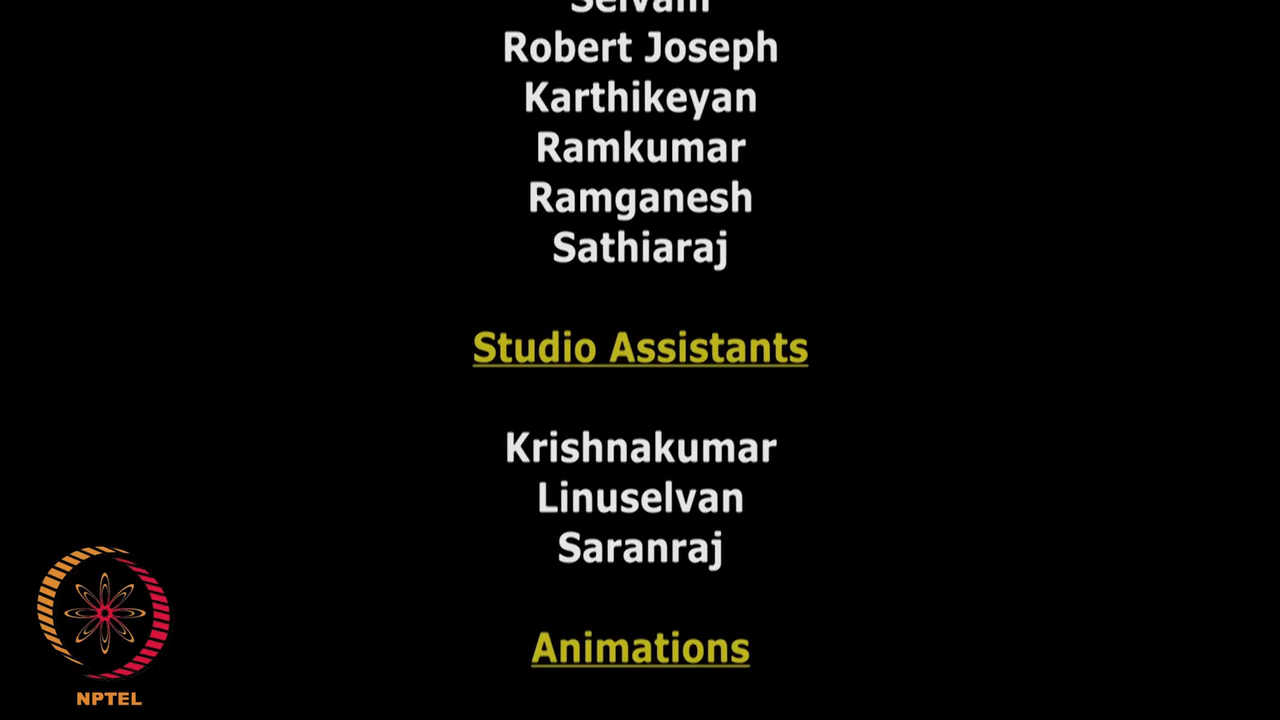 Robert Joseph
Karthikeyan
Ramkumar
Ramganesh
Sathiaraj
Studio Assistants
Krishnakumar
Linuselvan
Saranraj
Animations
NPTEL